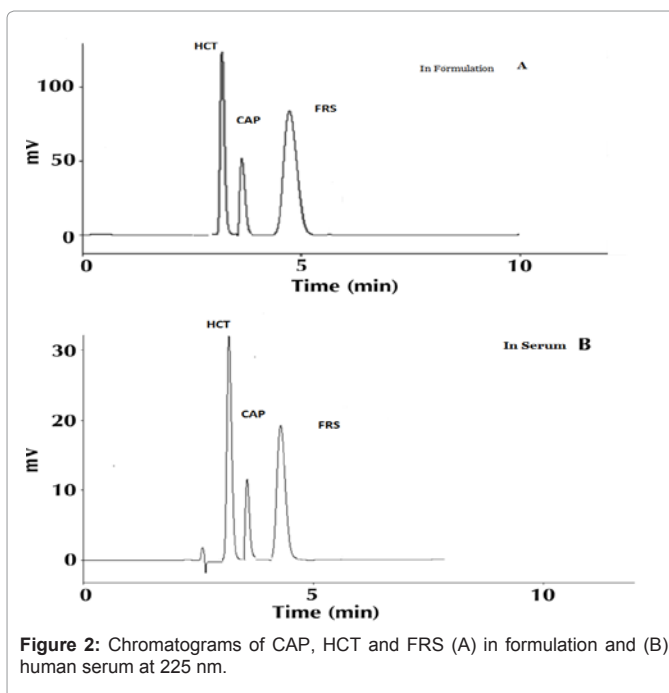 HCT
In Formulation A
100
CAP
FRS
mV
50
0
0 5 10
Time (min)
HCT
30
In Serum B
20
CAP
FRS
mV
10
0
0 5 10
Time (min)
Figure 2: Chromatograms of CAP, HCT and FRS (A) in formulation and (B)
human serum at 225 nm.